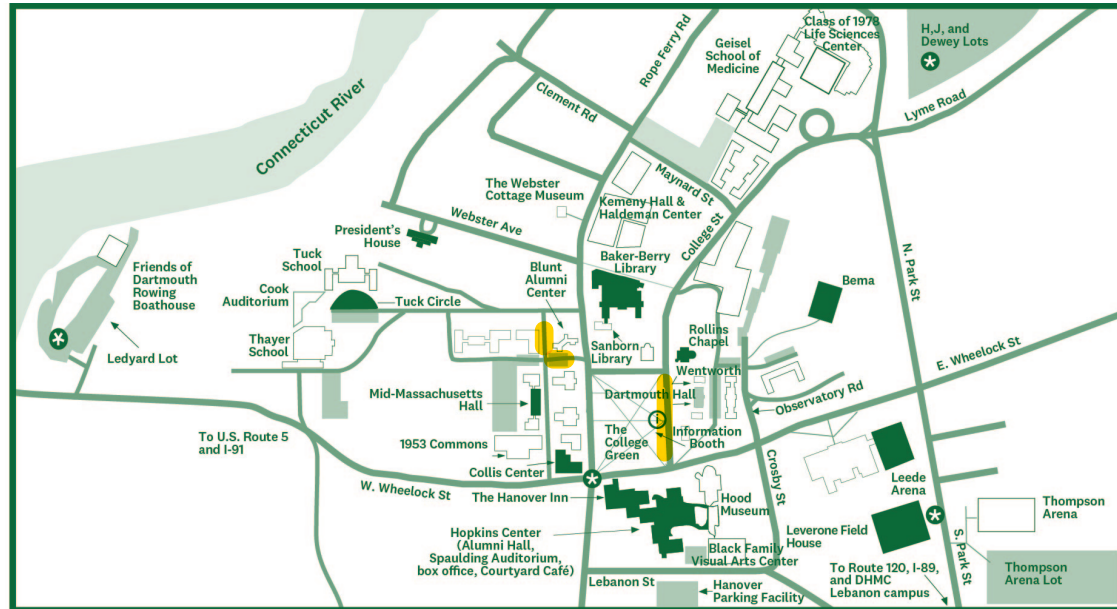 Class of 1978
Life Sciences
Center
H,J, and
Dewey Lots
Geisel
School of
Medicine
Rope Ferry Rd
Clement Rd
Lyme Road
Connecticut River
Maynard St
The Webster
Cottage Museum
Kemeny Hall &
Haldeman Center
College St
Webster Ave
President's
House
N. Park St
Baker-Berry
Library
Tuck
School
Blunt
Alumni
Center
Bema
Friends of
Dartmouth
Rowing
Boathouse
Cook
Auditorium
Tuck Circle
Rollins
Chapel
Sanborn
Library
Thayer
School
Ledyard Lot
Wentworth
E. Wheelock St
Mid-Massachusetts
Hall
Dartmouth Hall
Observatory Rd
To U.S. Route 5
and I-91
1953 Commons
The
College
Green
i
Information
Booth
Collis Center
Crosby St
W. Wheelock St
The Hanover Inn
Hood
Museum
Leede
Arena
Thompson
Arena
Hopkins Center
(Alumni Hall,
Spaulding Auditorium,
box office, Courtyard Café)
Leverone Field
House
S. Park St
Black Family
Visual Arts Center
Lebanon St
Hanover
Parking Facility
To Route 120, I-89,
and DHMC
Lebanon campus
Thompson
Arena Lot